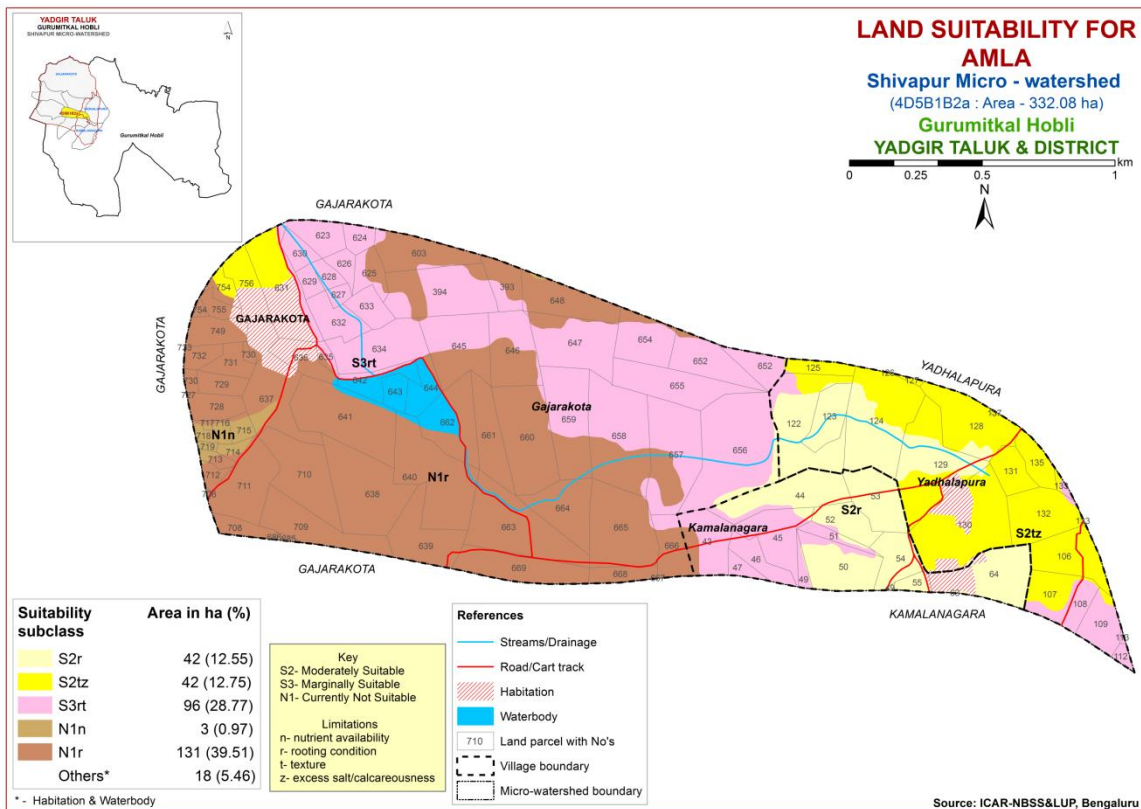 YADGIR TALUK
GURUMITKAL HOBLI
SHIVAPUR MICRO-WATERSHED
N
GAJARAKOTA
Gurumitkal Hobli
LAND SUITABILITY FOR
AMLA
Shivapur Micro - watershed
(4D5B1B2a : Area - 332.08 ha)
Gurumitkal Hobli
YADGIR TALUK & DISTRICT
km
0 0.25 0.5 1
N
GAJARAKOTA
623 624
630 603
626
629 628 625
754 756 631 627 394 393
648
633
754 755 GAJARAKOTA 632
749 634 645 646 647 654
732 731 730 636 635 S3rt 652 652
GAJARAKOTA
125 YADHALAPURA
730 729 642 643 644 655
727 637 641 662 Gajarakota 659 122 123 124 128
728
717 716 715 661 660 658
718 N1n 656 129
719 714 657
713 710 640 N1r 131 135
712 711 638 44 53 Yadhalapura
664 S2r 132
709 663 665 Kamalanagara 52 130 S2tz
708 639 666 43 45 51 106
669 668 47 46 49 50 54 55 64 107
GAJARAKOTA
KAMALANAGARA
108
109
112
Suitability Area in ha (%)
subclass
S2r 42 (12.55)
S2tz 42 (12.75)
S3rt 96 (28.77)
N1n 3 (0.97)
N1r 131 (39.51)
Others* 18 (5.46)
* - Habitation & Waterbody
Key
S2- Moderately Suitable
S3- Marginally Suitable
N1- Currently Not Suitable
Limitations
n- nutrient availability
r- rooting condition
t- texture
z- excess salt/calcareousness
References
Streams/Drainage
Road/Cart track
Habitation
Waterbody
710 Land parcel with No's
Village boundary
Micro-watershed boundary
Source: ICAR-NBSS&LUP, Bengaluru